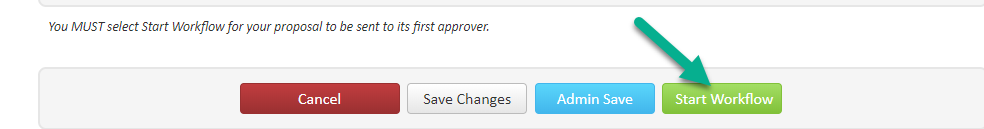 You MUST select Start Workflow for your proposal to be sent to its first approver.
Cancel Save Changes Admin Save Start Workflow